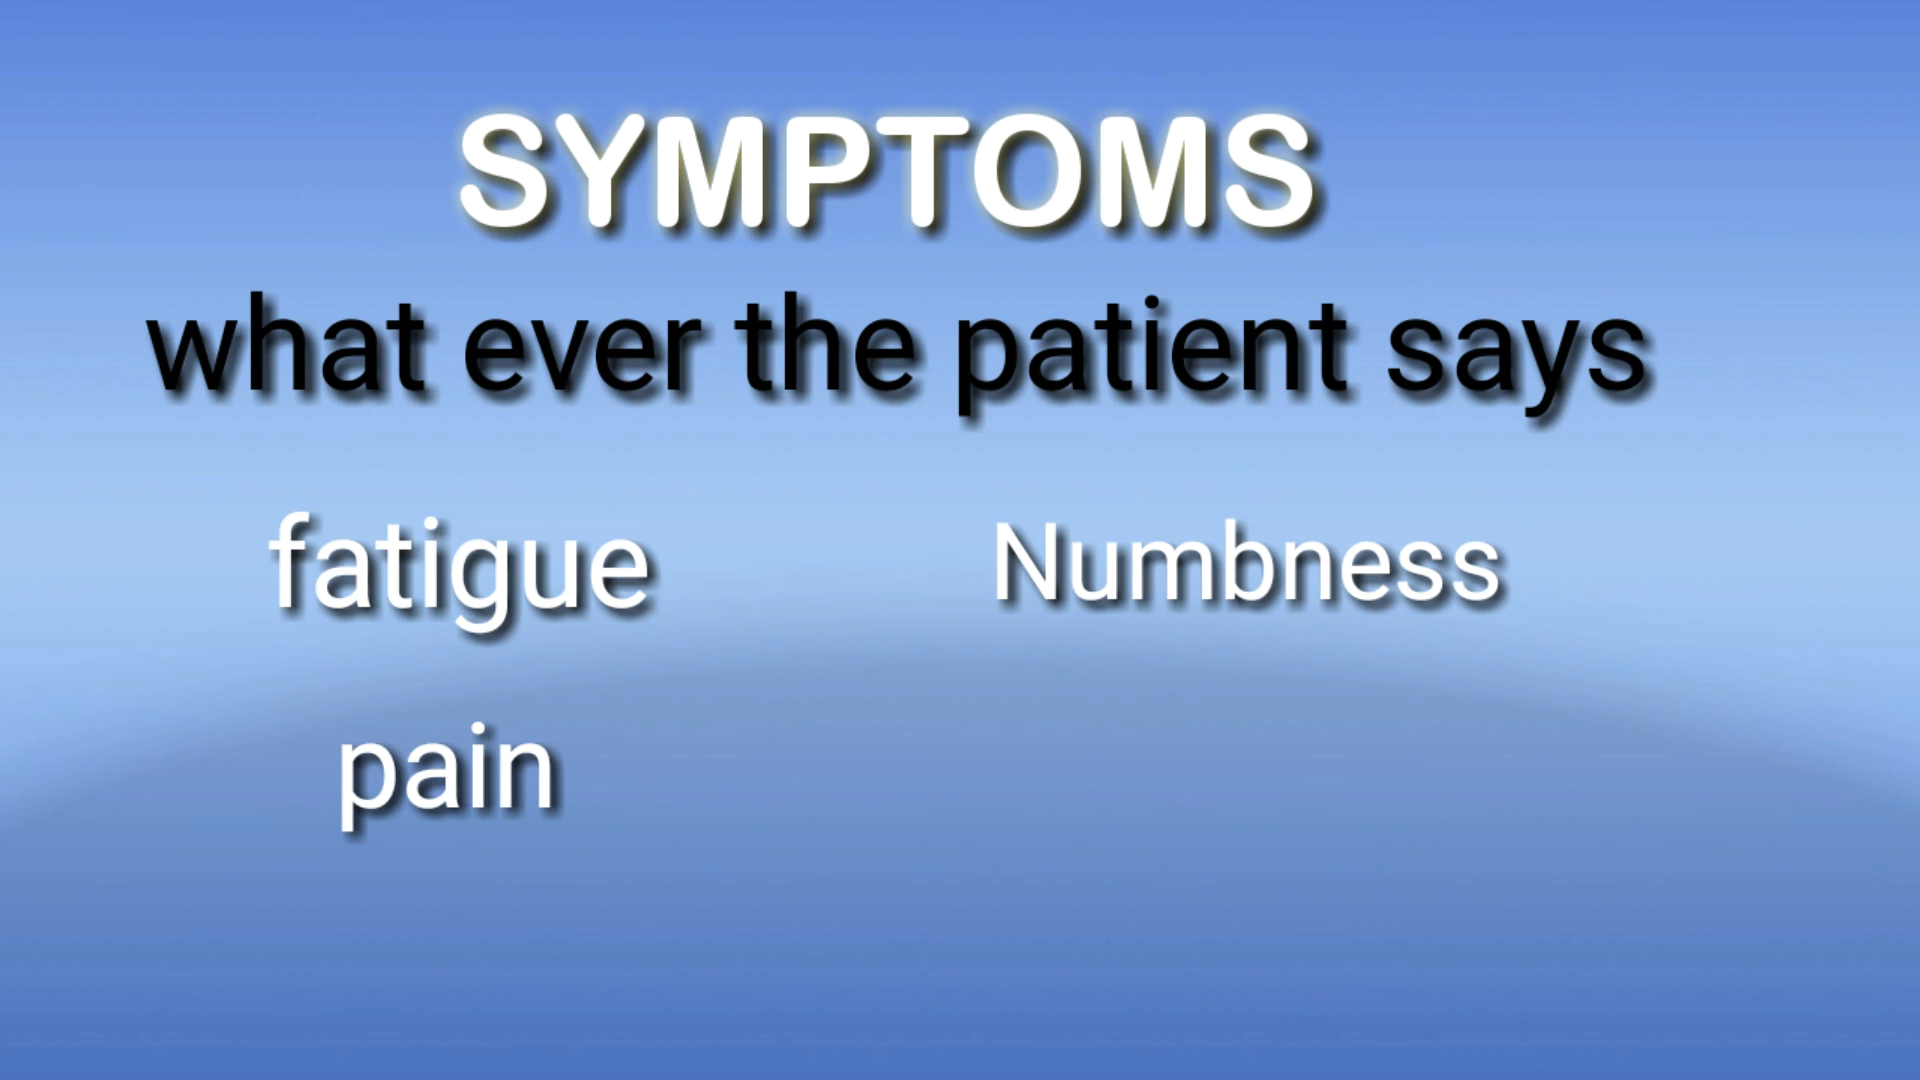 SYMPTOMS
what ever the patient says
fatigue
Numbness
pain